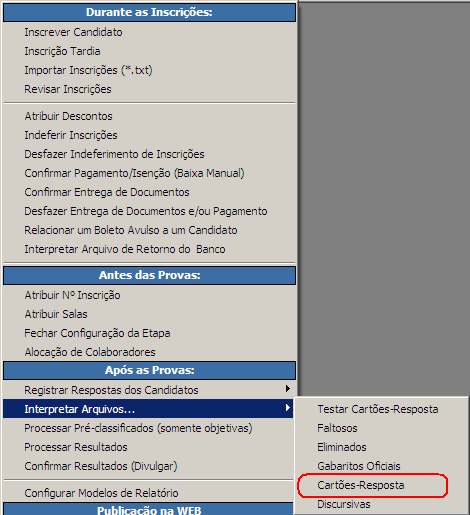 Durante as Inscrições:
Inscrever Candidato
Inscrição Tardia
Importar Inscrições (*.txt)
Revisar Inscrições
Atribuir Descontos
Indeferir Inscrições
Desfazer Indeferimento de Inscrições
Confirmar Pagamento/Isenção (Baixa Manual)
Confirmar Entrega de Documentos
Desfazer Entrega de Documentos e/ou Pagamento
Relacionar um Boleto Avulso a um Candidato
Interpretar Arquivo de Retorno do Banco
Antes das Provas:
Atribuir Nº Inscrição
Atribuir Salas
Fechar Configuração da Etapa
Alocação de Colaboradores
Após as Provas:
Registrar Respostas dos Candidatos
Interpretar Arquivos...
Processar Pré-classificados (somente objetivas)
Processar Resultados
Confirmar Resultados (Divulgar)
Configurar Modelos de Relatório
Publicação na WEB
Testar Cartões-Resposta
Faltosos
Eliminados
Gabaritos Oficiais
Cartões-Resposta
Discursivas